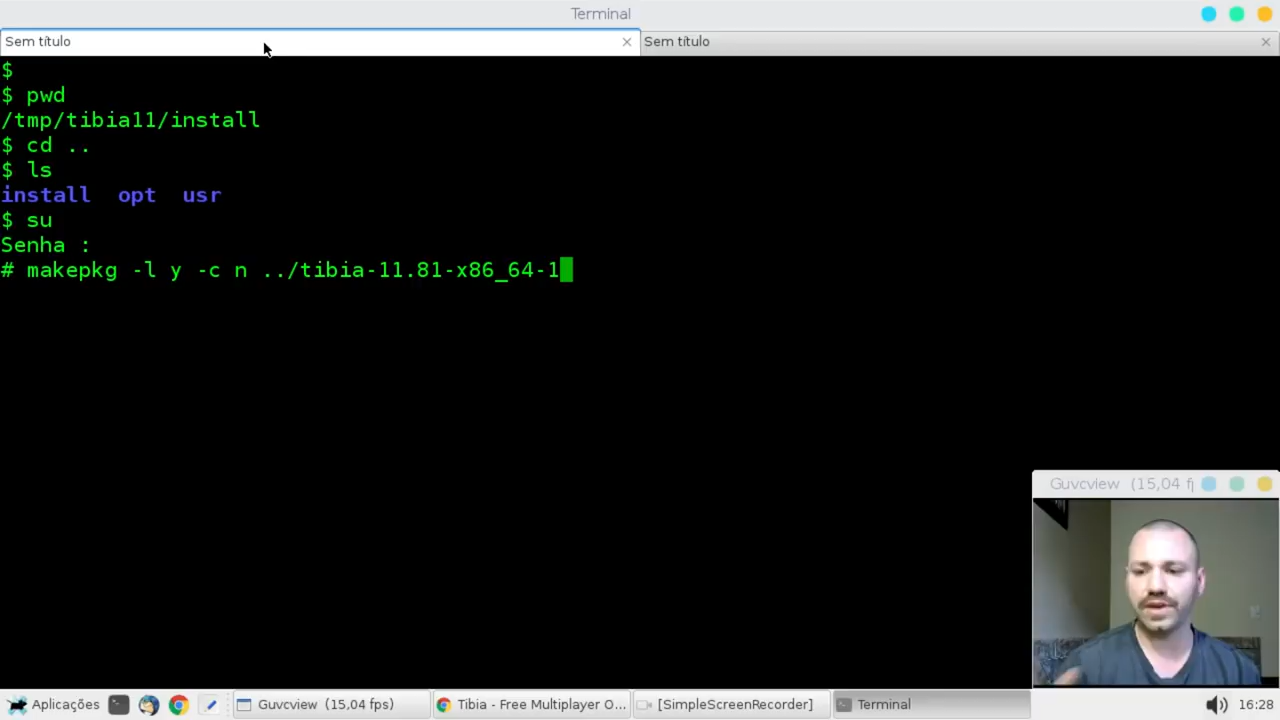 Terminal
Sem título
Sem título
$
$ pwd
/tmp/tibia11/install
$ cd ..
$ ls
install opt usr
$ su
Senha :
# makepkg -l y -c n ../tibia-11.81-x86_64-1
Guvcview (15,04 f
Aplicações
Guvcview (15,04 fps)
Tibia - Free Multiplayer O...
[SimpleScreenRecorder]
Terminal
16:28